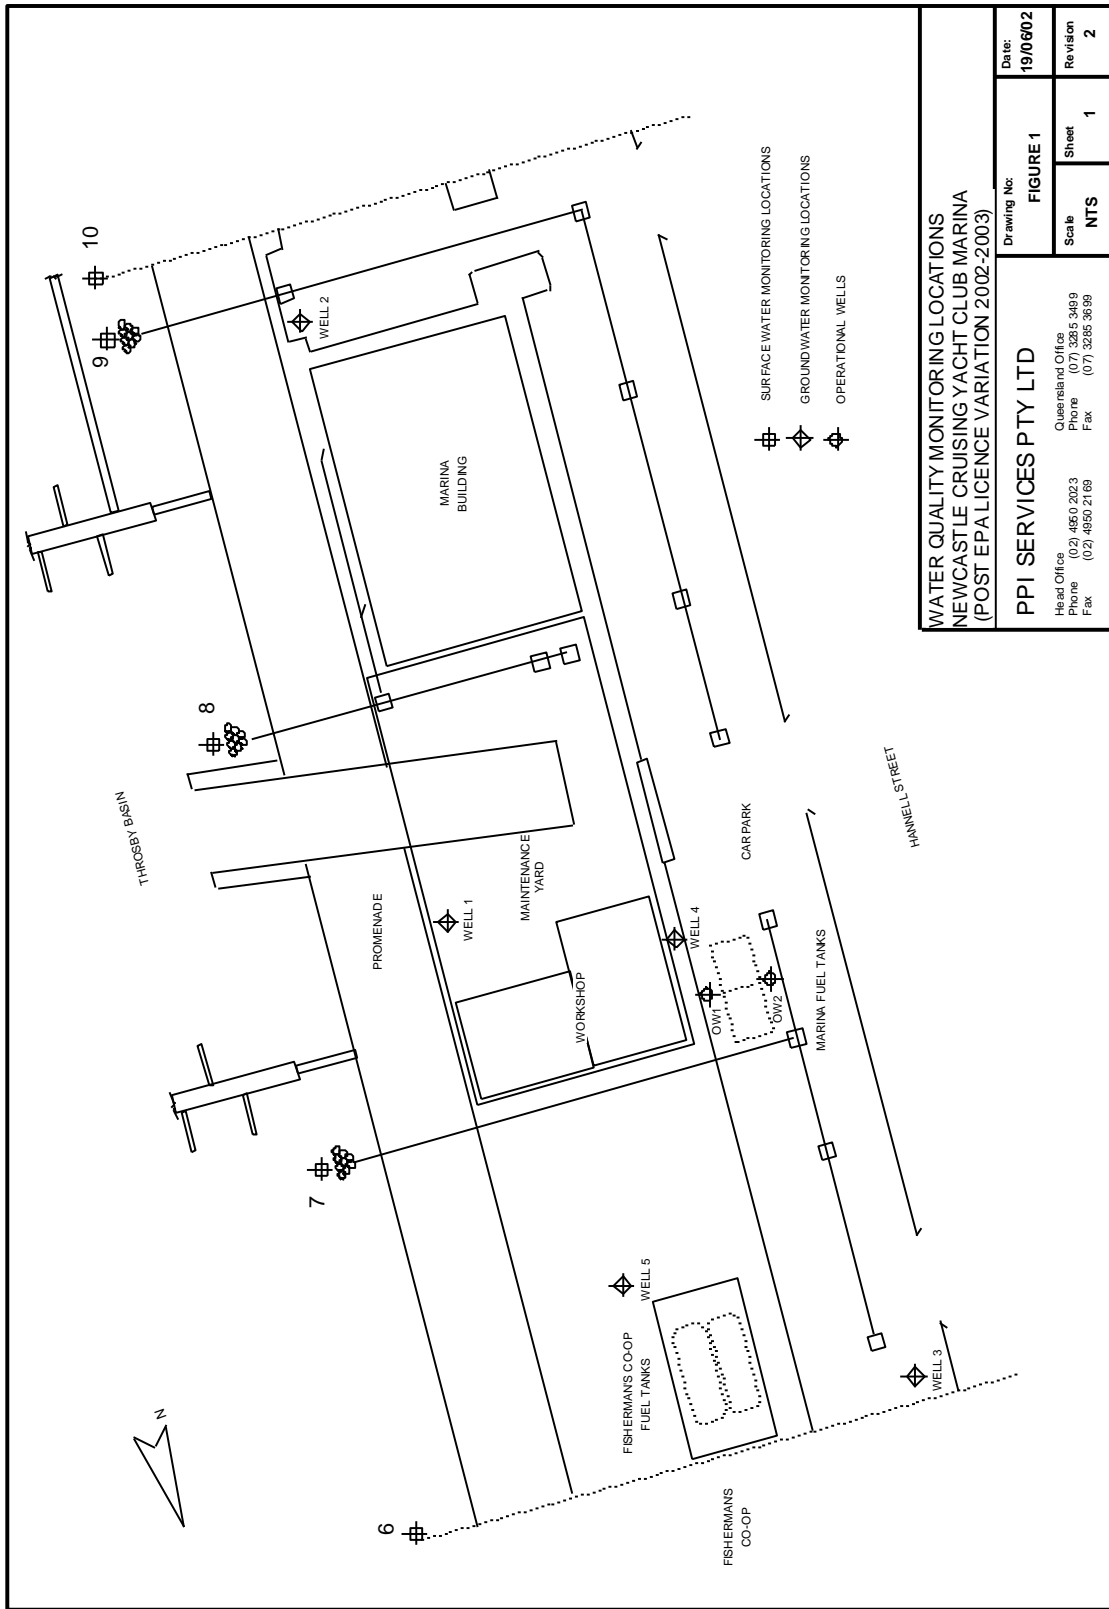 10
9
8
7
6
N
THROSBY BASIN
PROMENADE
WELL 1
WELL 2
MARINA
BUILDING
MAINTENANCE
YARD
WORKSHOP
WELL 4
OW1
OW2
MARINA FUEL TANKS
CAR PARK
HANNELL STREET
WELL 5
FISHERMAN'S CO-OP
FUEL TANKS
WELL 3
FISHERMAN'S
CO-OP
SURFACE WATER MONITORING LOCATIONS
GROUNDWATER MONITORING LOCATIONS
OPERATIONAL WELLS
WATER QUALITY MONITORING LOCATIONS
NEWCASTLE CRUISING YACHT CLUB MARINA
(POST EPA LICENCE VARIATION 2002-2003)
PPI SERVICES PTY LTD
Head Office
Phone (02) 4950 2023
Fax (02) 4950 2169
Queensland Office
Phone (07) 3285 3499
Fax (07) 3285 3699
Drawing No:
FIGURE 1
Date:
19/06/02
Scale
NTS
Sheet
1
Revision
2